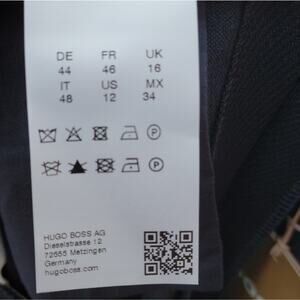 DE FR UK
44 46 16
IT US MX
48 12 34
P
P
HUGO BOSS AG
Dieselstrasse 12
72555 Metzingen
Germany
hugoboss.com